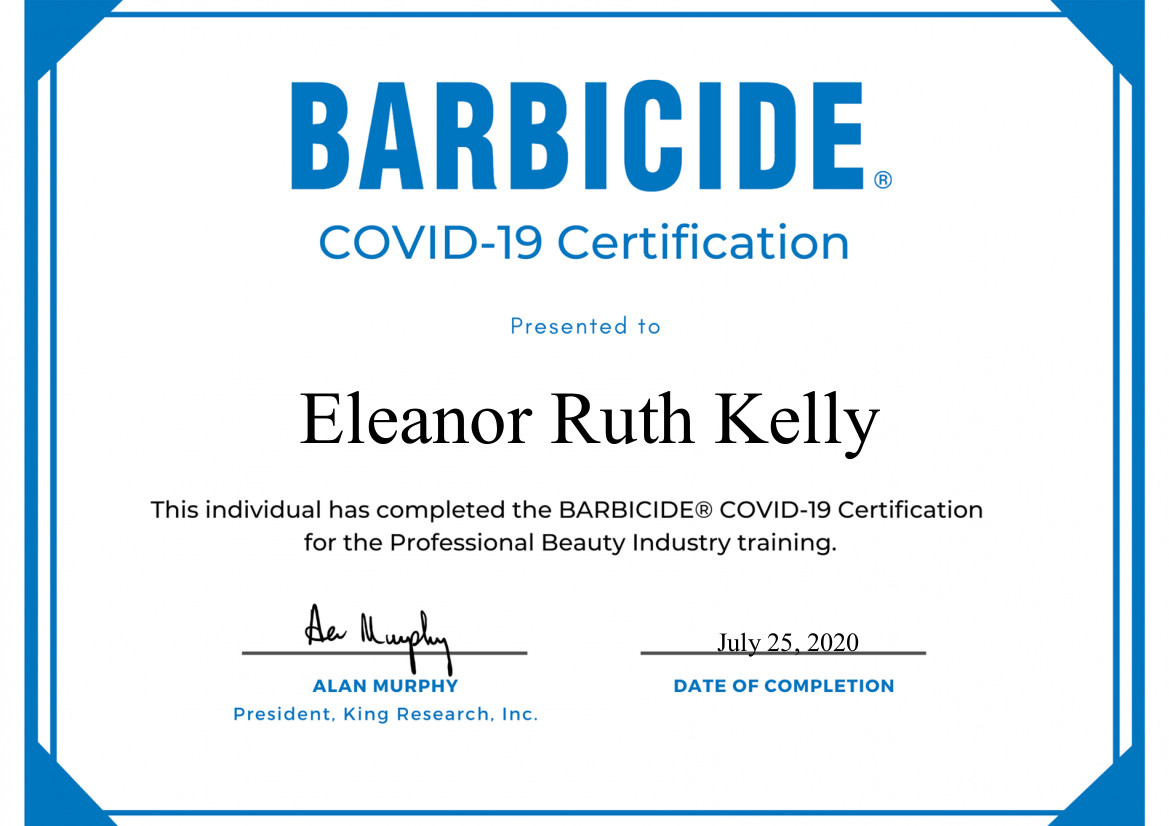 BARBICIDE®
COVID-19 Certification
Presented to
Eleanor Ruth Kelly
This individual has completed the BARBICIDE® COVID-19 Certification
for the Professional Beauty Industry training.
Alan Murphy
July 25, 2020
ALAN MURPHY
DATE OF COMPLETION
President, King Research, Inc.